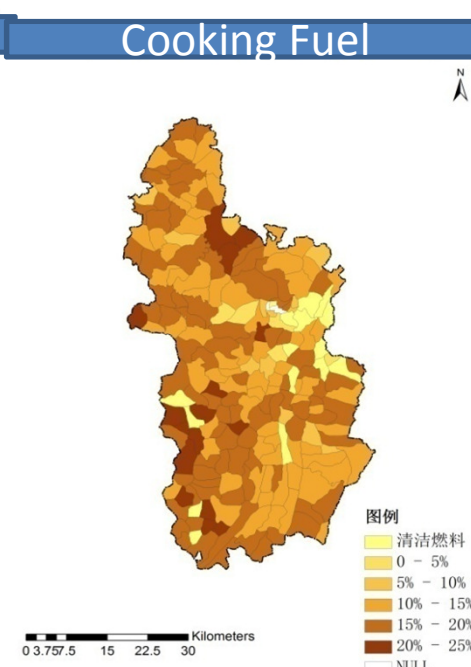 Cooking Fuel
N
图例
清洁燃料
0 - 5%
5% - 10%
10% - 15%
15% - 20%
20% - 25%
NULL
Kilometers
0 3.75 7.5 15 22.5 30